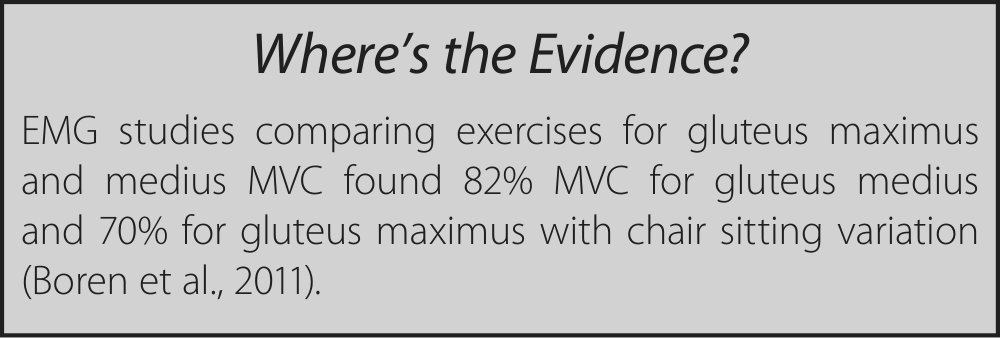 Where's the Evidence?
EMG studies comparing exercises for gluteus maximus
and medius MVC found 82% MVC for gluteus medius
and 70% for gluteus maximus with chair sitting variation
(Boren et al., 2011).